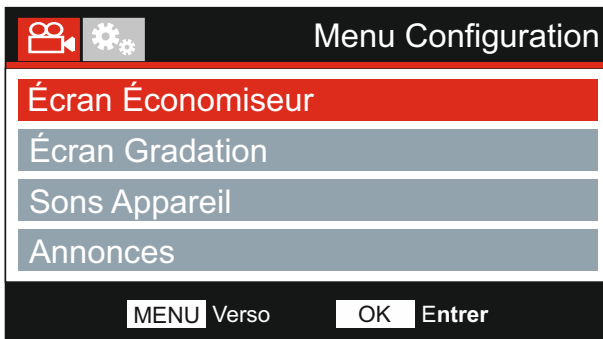 Menu Configuration
Écran Économiseur
Écran Gradation
Sons Appareil
Annonces
MENU Verso OK Entrer